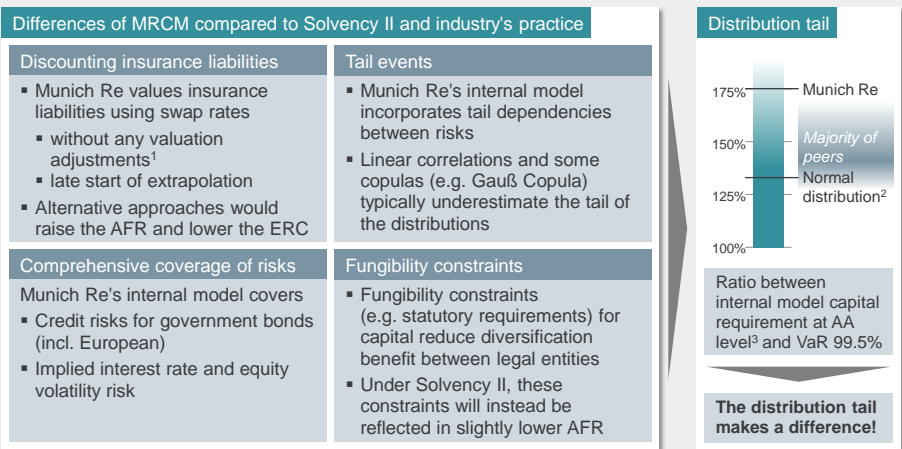 Differences of MRCM compared to Solvency II and industry's practice
Discounting insurance liabilities
▪ Munich Re values insurance
liabilities using swap rates
▪ without any valuation
adjustments¹
▪ late start of extrapolation
▪ Alternative approaches would
raise the AFR and lower the ERC
Tail events
▪ Munich Re's internal model
incorporates tail dependencies
between risks
▪ Linear correlations and some
copulas (e.g. Gauß Copula)
typically underestimate the tail of
the distributions
Comprehensive coverage of risks
Munich Re's internal model covers
▪ Credit risks for government bonds
(incl. European)
▪ Implied interest rate and equity
volatility risk
Fungibility constraints
▪ Fungibility constraints
(e.g. statutory requirements) for
capital reduce diversification
benefit between legal entities
▪ Under Solvency II, these
constraints will instead be
reflected in slightly lower AFR
Distribution tail
175%
Munich Re
150%
Majority of
peers
Normal
distribution²
125%
100%
Ratio between
internal model capital
requirement at AA
level³ and VaR 99.5%
The distribution tail
makes a difference!